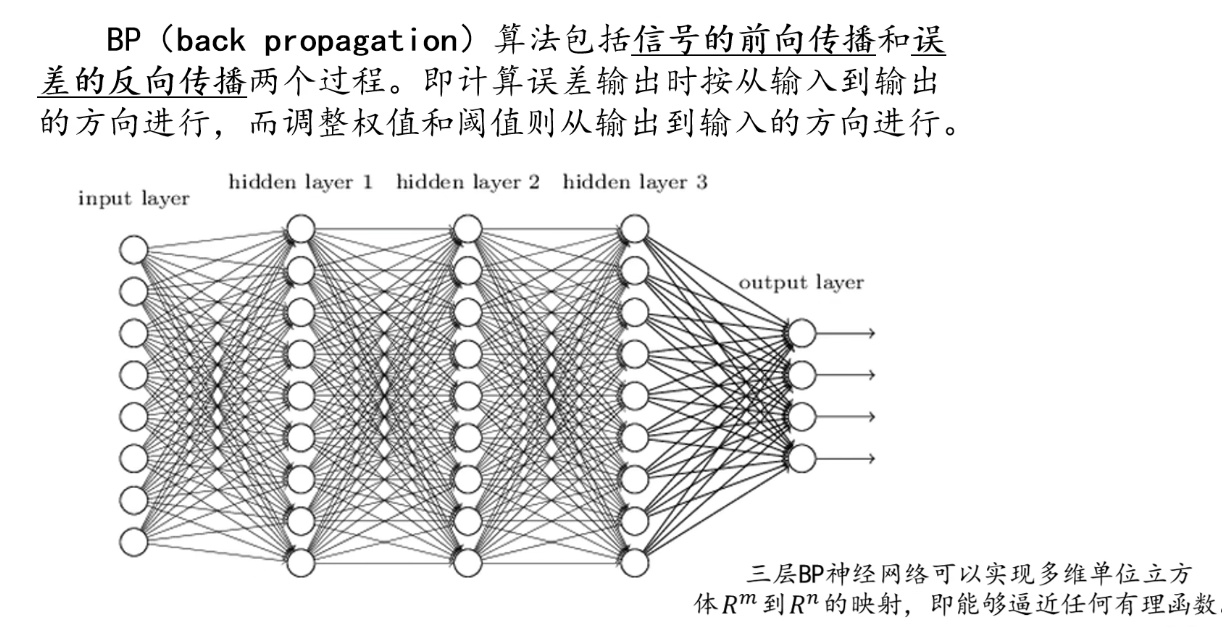 BP（back propagation）算法包括信号的前向传播和误
差的反向传播两个过程。即计算误差输出时按从输入到输出
的方向进行，而调整权值和阈值则从输出到输入的方向进行。
hidden layer 1 hidden layer 2 hidden layer 3
input layer
output layer
三层BP神经网络可以实现多维单位立方
体R^m到R^n的映射，即能够逼近任何有理函数。